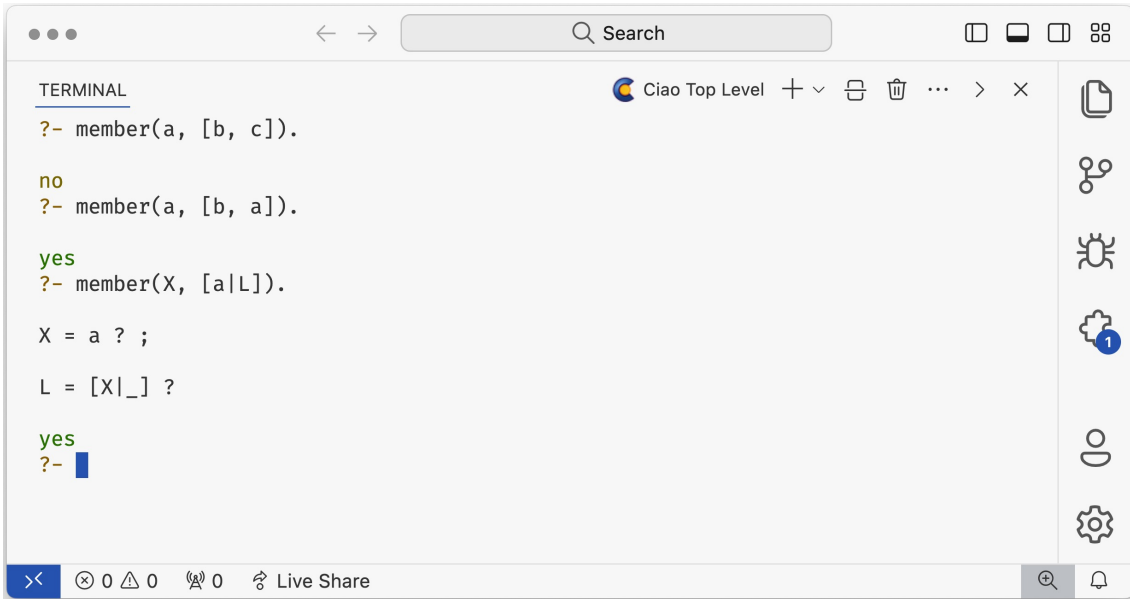 Search
TERMINAL
Ciao Top Level
?- member(a, [b, c]).
no
?- member(a, [b, a]).
yes
?- member(X, [a|L]).
X = a ? ;
L = [X|_] ?
yes
?-
1
0 0 0 Live Share